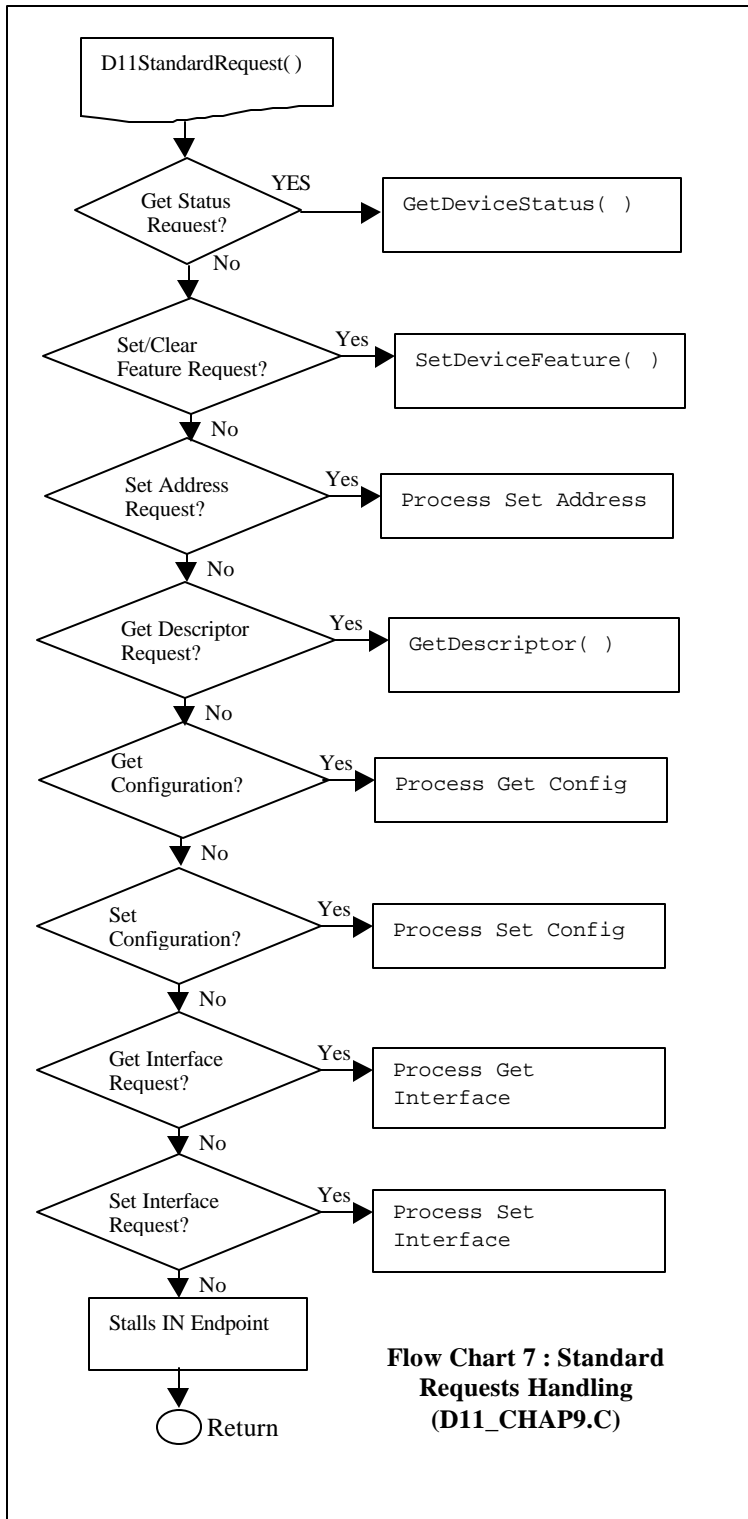 D11StandardRequest( )
Get Status
Request?
YES
GetDeviceStatus( )
No
Set/Clear
Feature Request?
Yes
SetDeviceFeature( )
No
Set Address
Request?
Yes
Process Set Address
No
Get Descriptor
Request?
Yes
GetDescriptor( )
No
Get
Configuration?
Yes
Process Get Config
No
Set
Configuration?
Yes
Process Set Config
No
Get Interface
Request?
Yes
Process Get
Interface
No
Set Interface
Request?
Yes
Process Set
Interface
No
Stalls IN Endpoint
Return
Flow Chart 7 : Standard
Requests Handling
(D11_CHAP9.C)